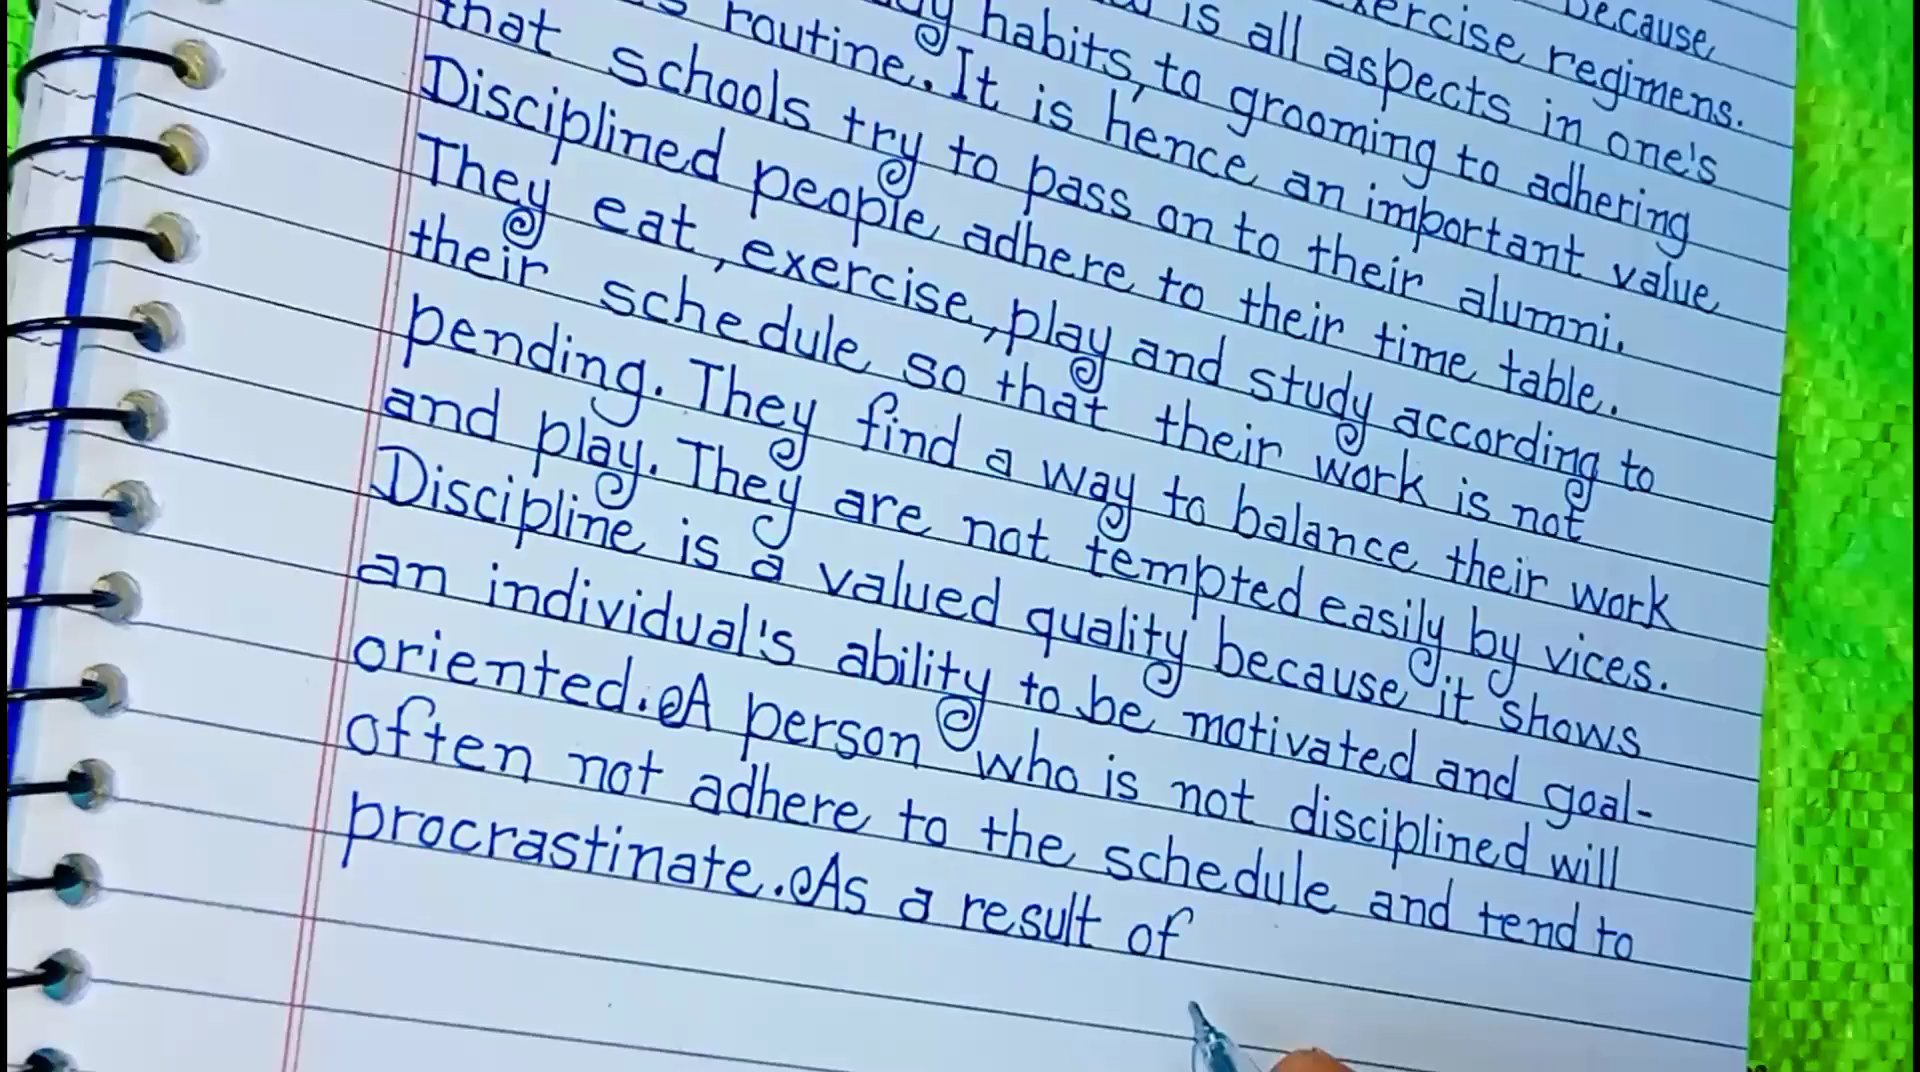 because
regimens.
is all aspects in one's
habits, to grooming to adhering
routine. It is hence an important value
that schools try to pass on to their alumni.
Disciplined people adhere to their time table.
They eat, exercise, play and study according to
their schedule so that their work is not
pending. They find a way to balance their work
and play. They are not tempted easily by vices.
Discipline is a valued quality because it shows
an individual's ability to be motivated and goal-
oriented. A person who is not disciplined will
often not adhere to the schedule and tend to
procrastinate. As a result of